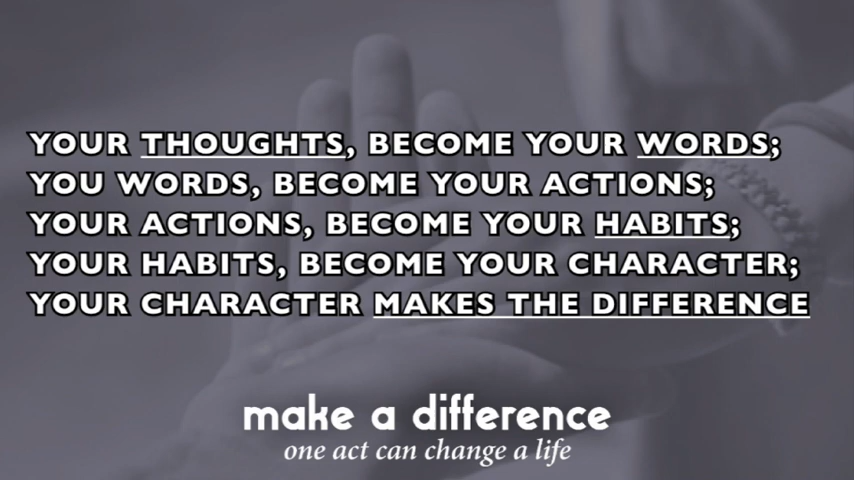 YOUR THOUGHTS, BECOME YOUR WORDS;
YOU WORDS, BECOME YOUR ACTIONS;
YOUR ACTIONS, BECOME YOUR HABITS;
YOUR HABITS, BECOME YOUR CHARACTER;
YOUR CHARACTER MAKES THE DIFFERENCE
make a difference
one act can change a life